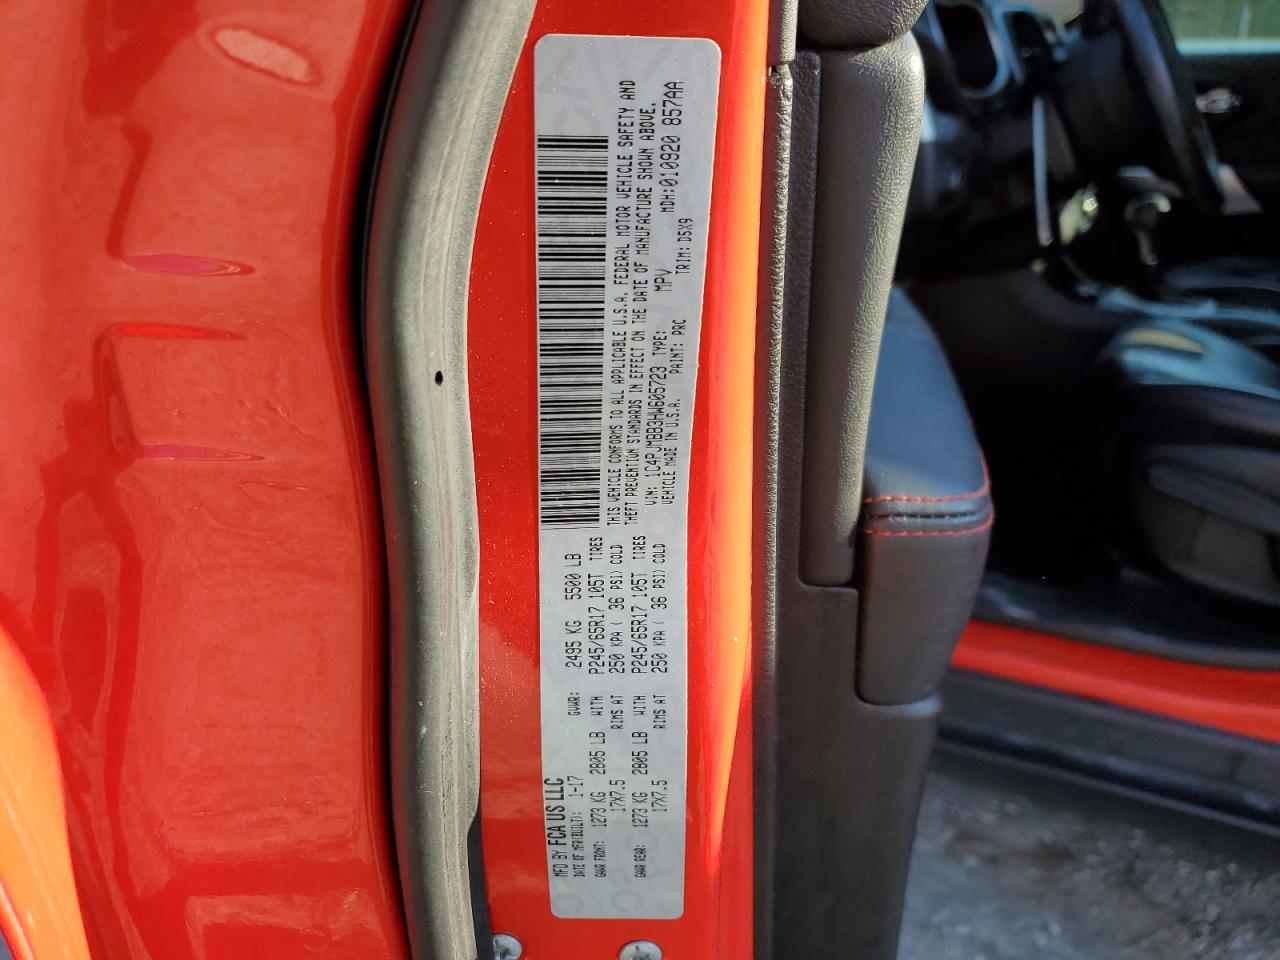 MFD BY FCA US LLC
DATE OF MFR(BUILT): 1-17 GVWR: 2495 KG 5500 LB
GAWR FRONT: 1273 KG 2805 LB WITH P245/65R17 105T TIRES
17X7.5 RIMS AT 250 KPA ( 36 PSI) COLD
GAWR REAR: 1273 KG 2805 LB WITH P245/65R17 105T TIRES
17X7.5 RIMS AT 250 KPA ( 36 PSI) COLD
THIS VEHICLE CONFORMS TO ALL APPLICABLE U.S.A. FEDERAL MOTOR VEHICLE SAFETY AND
THEFT PREVENTION STANDARDS IN EFFECT ON THE DATE OF MANUFACTURE SHOWN ABOVE.
VIN: 1C4PJMBB3HW605723 TYPE: MPV MDH:010920 857AA
VEHICLE MADE IN U.S.A. PAINT: PRC TRIM: D5X9